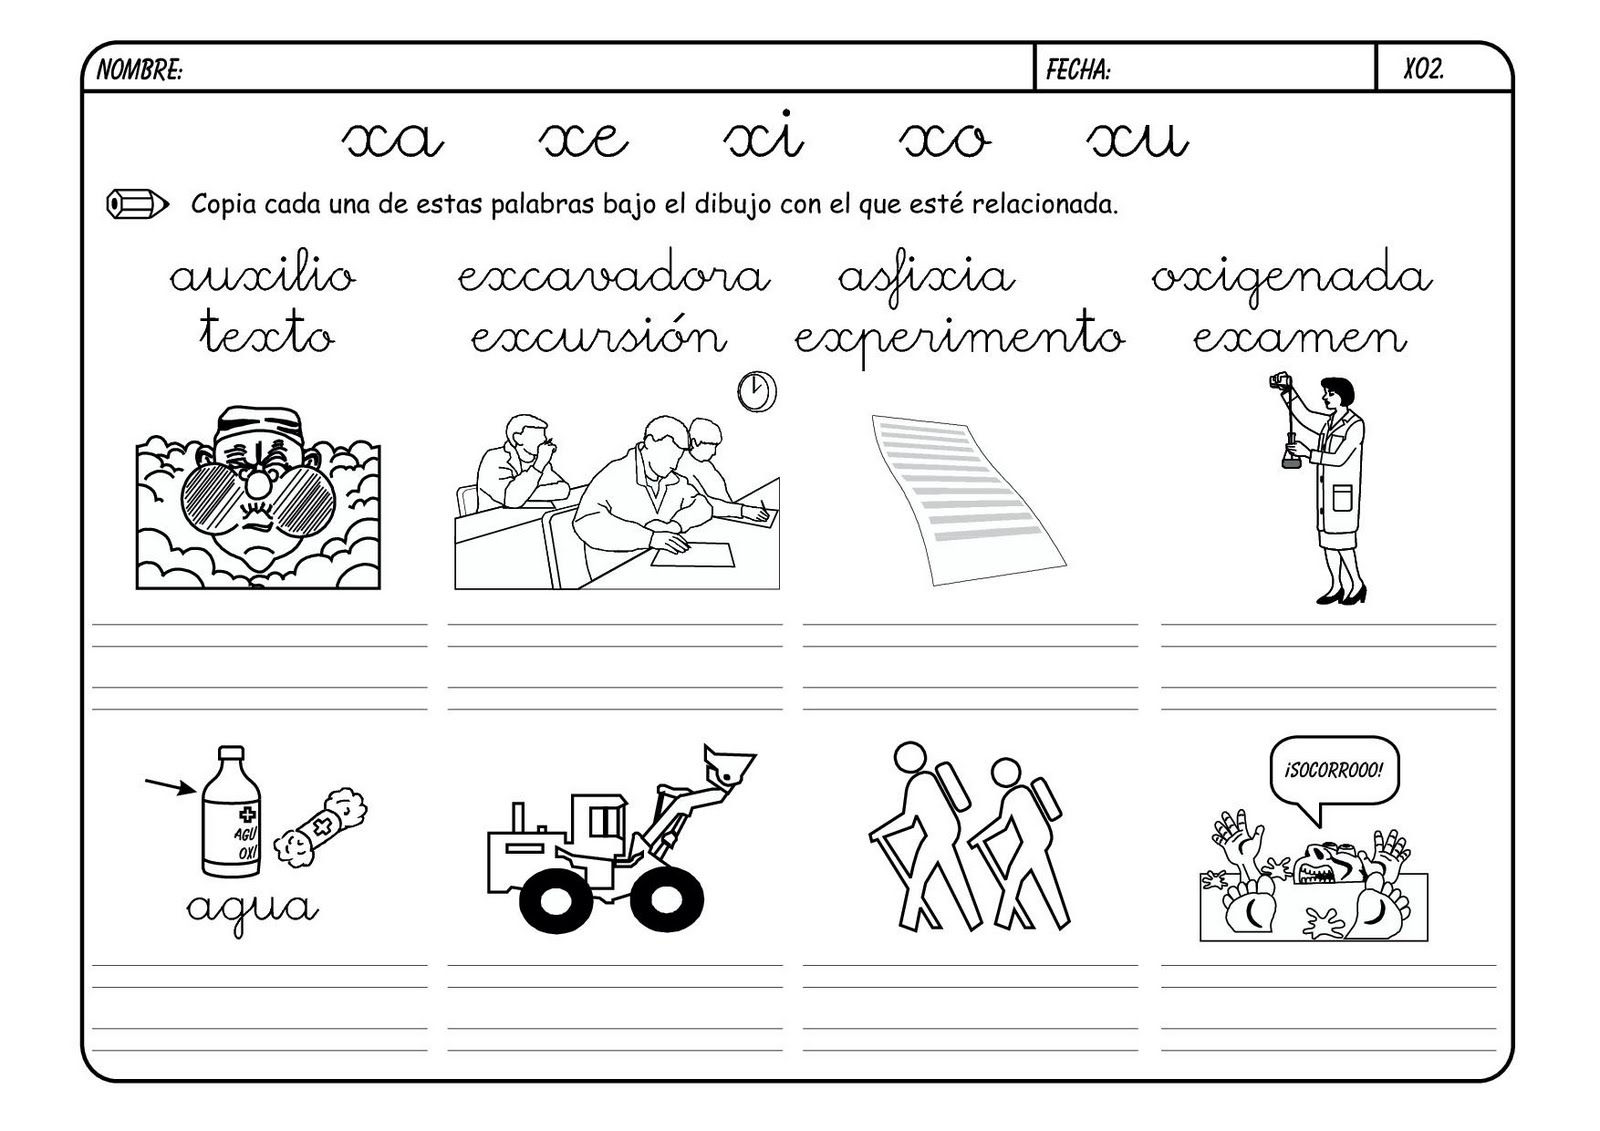 NOMBRE: FECHA: X02.
xa xe xi xo xu
Copia cada una de estas palabras bajo el dibujo con el que esté relacionada.
auxilio excavadora asfixia oxigenada
texto excursión experimento examen
¡SOCORROOO!
AGU
OXI
agua